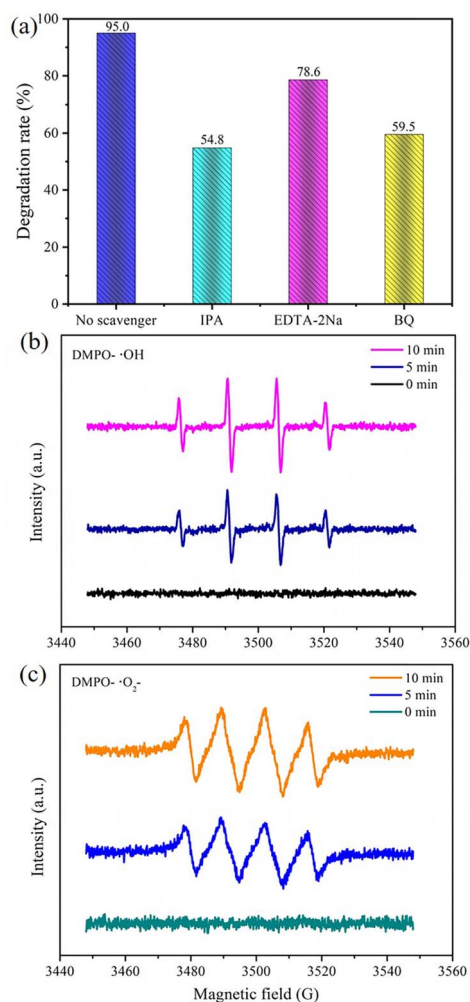 (a)
Degradation rate (%)
100
80
60
40
20
0
95.0
54.8
78.6
59.5
No scavenger IPA EDTA-2Na BQ
(b)
DMPO- ·OH
10 min
5 min
0 min
Intensity (a.u.)
3440 3460 3480 3500 3520 3540 3560
(c)
DMPO- ·O₂-
10 min
5 min
0 min
Intensity (a.u.)
3440 3460 3480 3500 3520 3540 3560
Magnetic field (G)